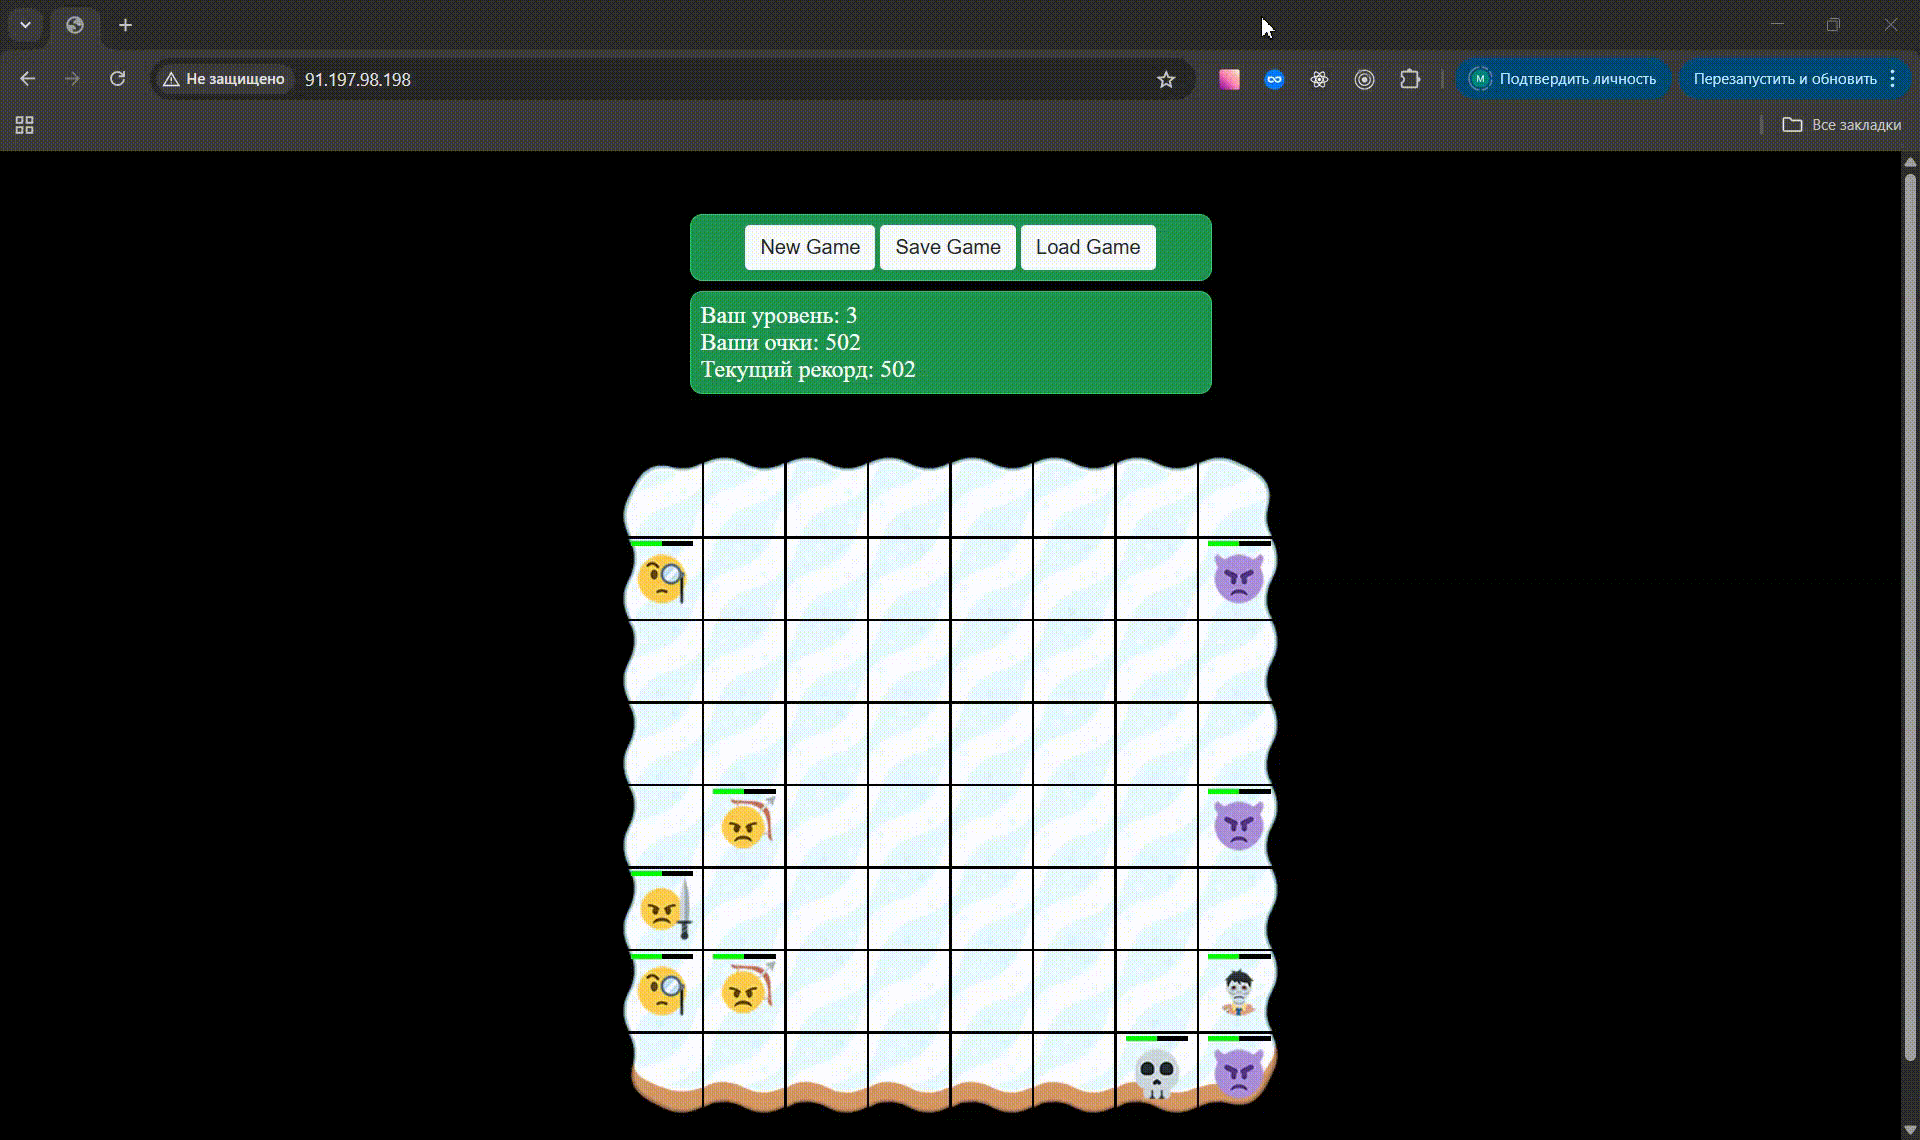 Не защищено
91.197.98.198
М
Подтвердить личность
Перезапустить и обновить
Все закладки
New Game
Save Game
Load Game
Ваш уровень: 3
Ваши очки: 502
Текущий рекорд: 502